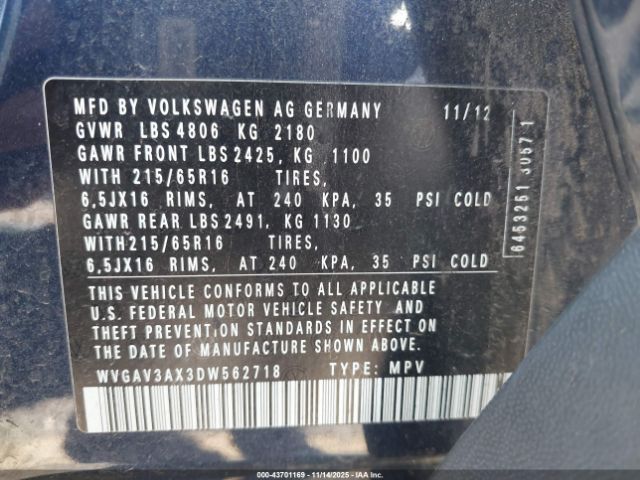 MFD BY VOLKSWAGEN AG GERMANY 11/12
GVWR LBS 4806 KG 2180
GAWR FRONT LBS 2425, KG 1100
WITH 215/65R16 TIRES,
6,5JX16 RIMS, AT 240 KPA, 35 PSI COLD
GAWR REAR LBS 2491, KG 1130
WITH215/65R16 TIRES,
6,5JX16 RIMS, AT 240 KPA, 35 PSI COLD
THIS VEHICLE CONFORMS TO ALL APPLICABLE
U.S. FEDERAL MOTOR VEHICLE SAFETY AND
THEFT PREVENTION STANDARDS IN EFFECT ON
THE DATE OF MANUFACTURE SHOWN ABOVE.
WVGAV3AX3DW562718 TYPE: MPV
000-43701169 - 11/14/2025 - IAAI.COM